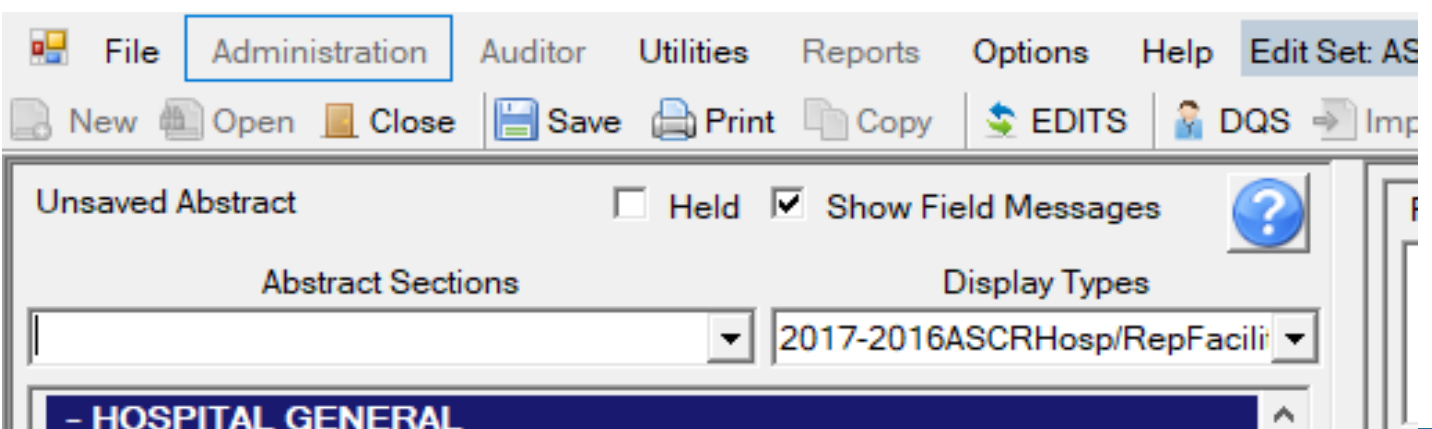 File Administration Auditor Utilities Reports Options Help Edit Set: AS
New Open Close Save Print Copy EDITS DQS Imp
Unsaved Abstract Held Show Field Messages
Abstract Sections Display Types
2017-2016ASCRHosp/RepFacili
– HOSPITAL GENERAL